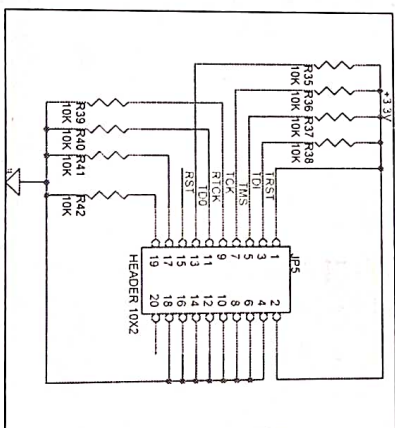 +3.3V
R35
10K
R36
10K
R37
10K
R38
10K
R39
10K
R40
10K
R41
10K
R42
10K
TRST
TDI
TMS
TCK
RTCK
TDO
RST
JP5
1 2
3 4
5 6
7 8
9 10
11 12
13 14
15 16
17 18
19 20
HEADER 10X2